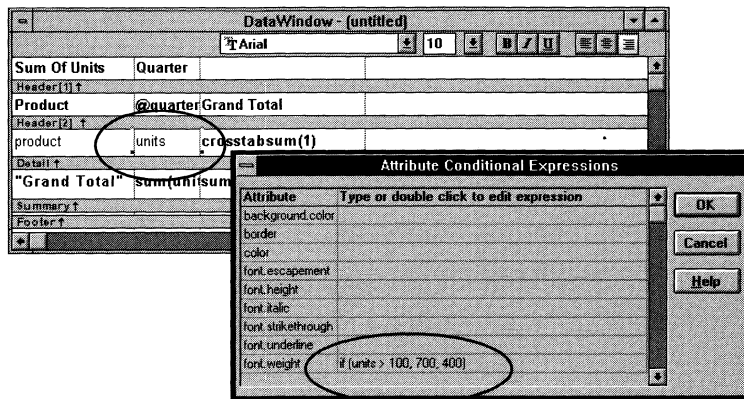 DataWindow - (untitled)
Arial 10 B I U
Sum Of Units Quarter
Header[1] ↑
Product @quarter Grand Total
Header[2] ↑
product units crosstabsum(1)
Detail ↑
"Grand Total" sum(unit sum
Summary ↑
Footer ↑
Attribute Conditional Expressions
Attribute Type or double click to edit expression
background.color
border
color
font.escapement
font.height
font.italic
font.strikethrough
font.underline
font.weight if (units > 100, 700, 400)
OK
Cancel
Help